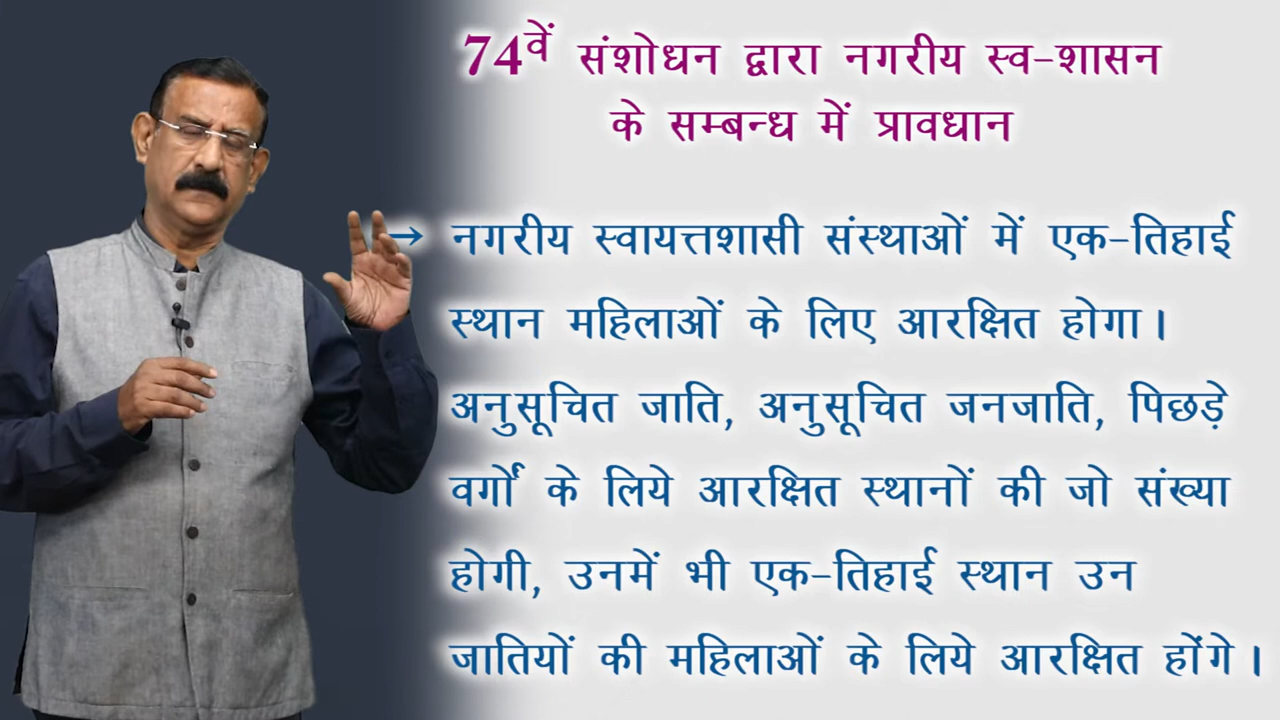 74वें संशोधन द्वारा नगरीय स्व-शासन
के सम्बन्ध में प्रावधान
→ नगरीय स्वायत्तशासी संस्थाओं में एक-तिहाई
स्थान महिलाओं के लिए आरक्षित होगा।
अनुसूचित जाति, अनुसूचित जनजाति, पिछड़े
वर्गों के लिये आरक्षित स्थानों की जो संख्या
होगी, उनमें भी एक-तिहाई स्थान उन
जातियों की महिलाओं के लिये आरक्षित होंगे।